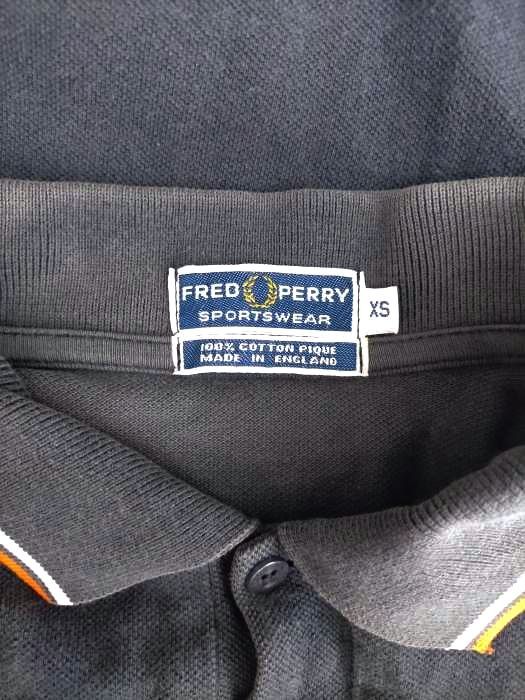 FRED PERRY
SPORTSWEAR
XS
100% COTTON PIQUE
MADE IN ENGLAND